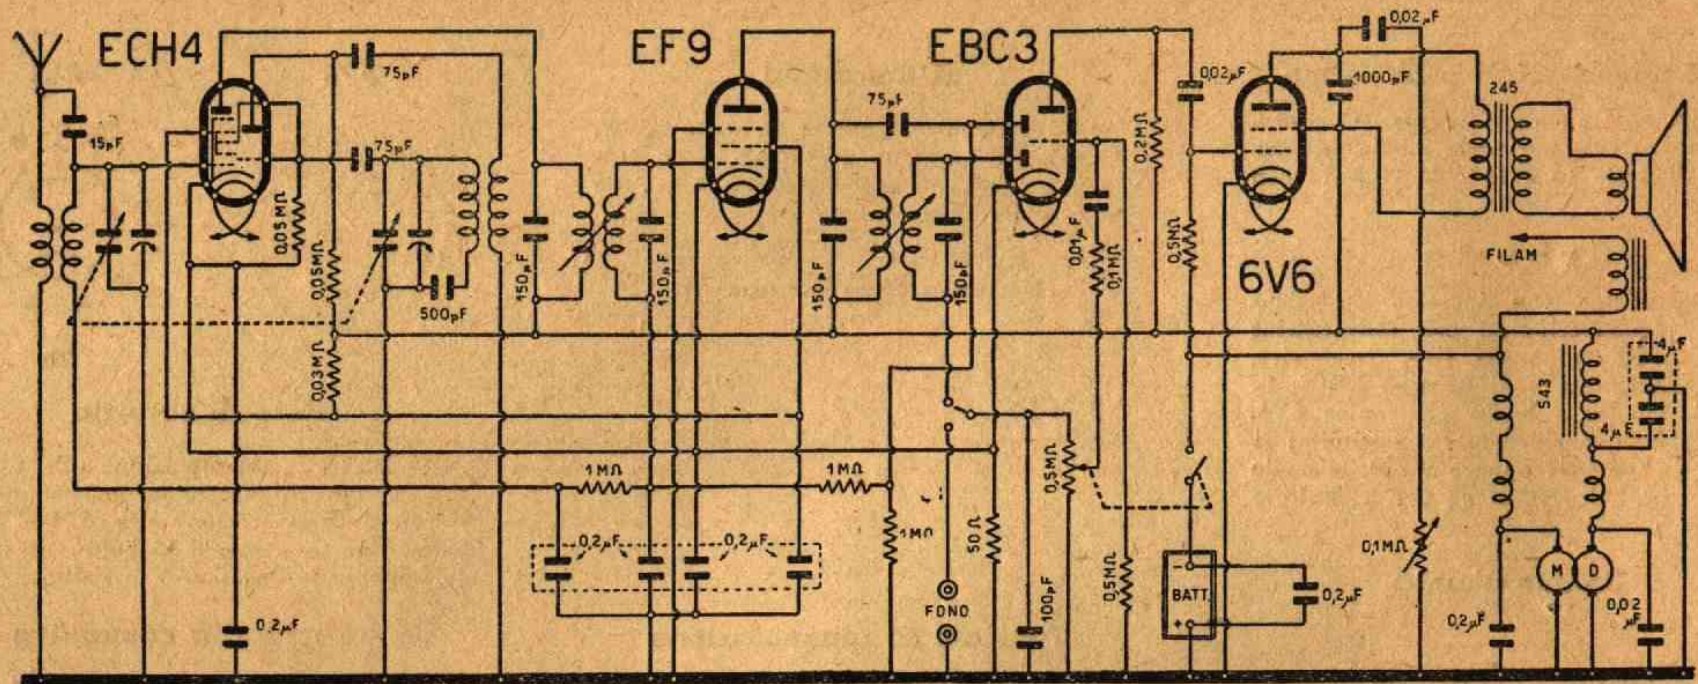 ECH4
EF9
EBC3
6V6
15pF
75pF
75pF
0,05MΩ
0,05MΩ
500pF
0,03MΩ
0,2µF
150pF
150pF
1MΩ
0,2µF
0,2µF
1MΩ
75pF
150pF
150pF
1MΩ
FONO
50Ω
100pF
0,5MΩ
0,01µF
0,1MΩ
0,5MΩ
0,2MΩ
0,02µF
0,5MΩ
BATT.
0,2µF
0,02µF
1000pF
0,1MΩ
245
FILAM
543
4µF
4µF
M
D
0,2µF
0,02
µF